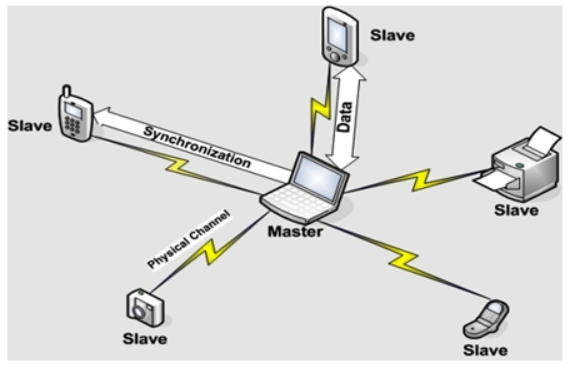 Slave
Slave
Synchronization
Data
Slave
Master
Physical Channel
Slave
Slave